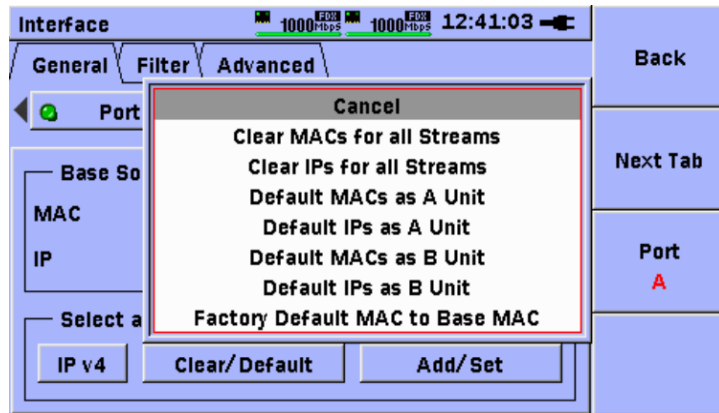 Interface 1000 FDX Mbps 1000 FDX Mbps 12:41:03
General Filter Advanced
Port
Cancel
Clear MACs for all Streams
Clear IPs for all Streams
Default MACs as A Unit
Default IPs as A Unit
Default MACs as B Unit
Default IPs as B Unit
Factory Default MAC to Base MAC
Base So
MAC
IP
Select a
IP v4 Clear/Default Add/Set
Back
Next Tab
Port
A